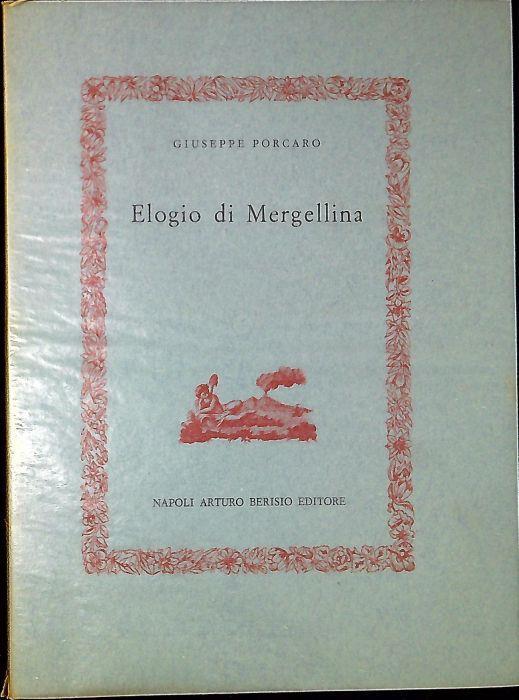 GIUSEPPE PORCARO
Elogio di Mergellina
NAPOLI ARTURO BERISIO EDITORE